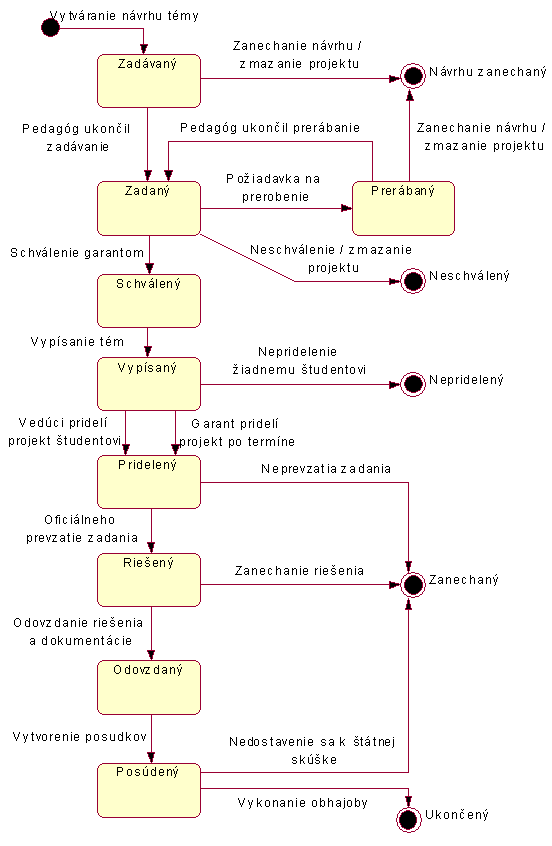 Vytváranie návrhu témy
Zadávaný
Zanechanie návrhu /
zmazanie projektu
Návrhu zanechaný
Pedagóg ukončil
zadávanie
Pedagóg ukončil prerábanie
Zanechanie návrhu /
zmazanie projektu
Zadaný
Požiadavka na
prerobenie
Prerábaný
Schválenie garantom
Neschválenie / zmazanie
projektu
Neschválený
Schválený
Vypísanie tém
Vypísaný
Nepridelenie
žiadnemu študentovi
Nepridelený
Vedúci pridelí
projekt študentovi
Garant pridelí
projekt po termíne
Pridelený
Neprevzatia zadania
Oficiálneho
prevzatie zadania
Riešený
Zanechanie riešenia
Zanechaný
Odovzdanie riešenia
a dokumentácie
Odovzdaný
Vytvorenie posudkov
Nedostavenie sa k štátnej
skúške
Posúdený
Vykonanie obhajoby
Ukončený